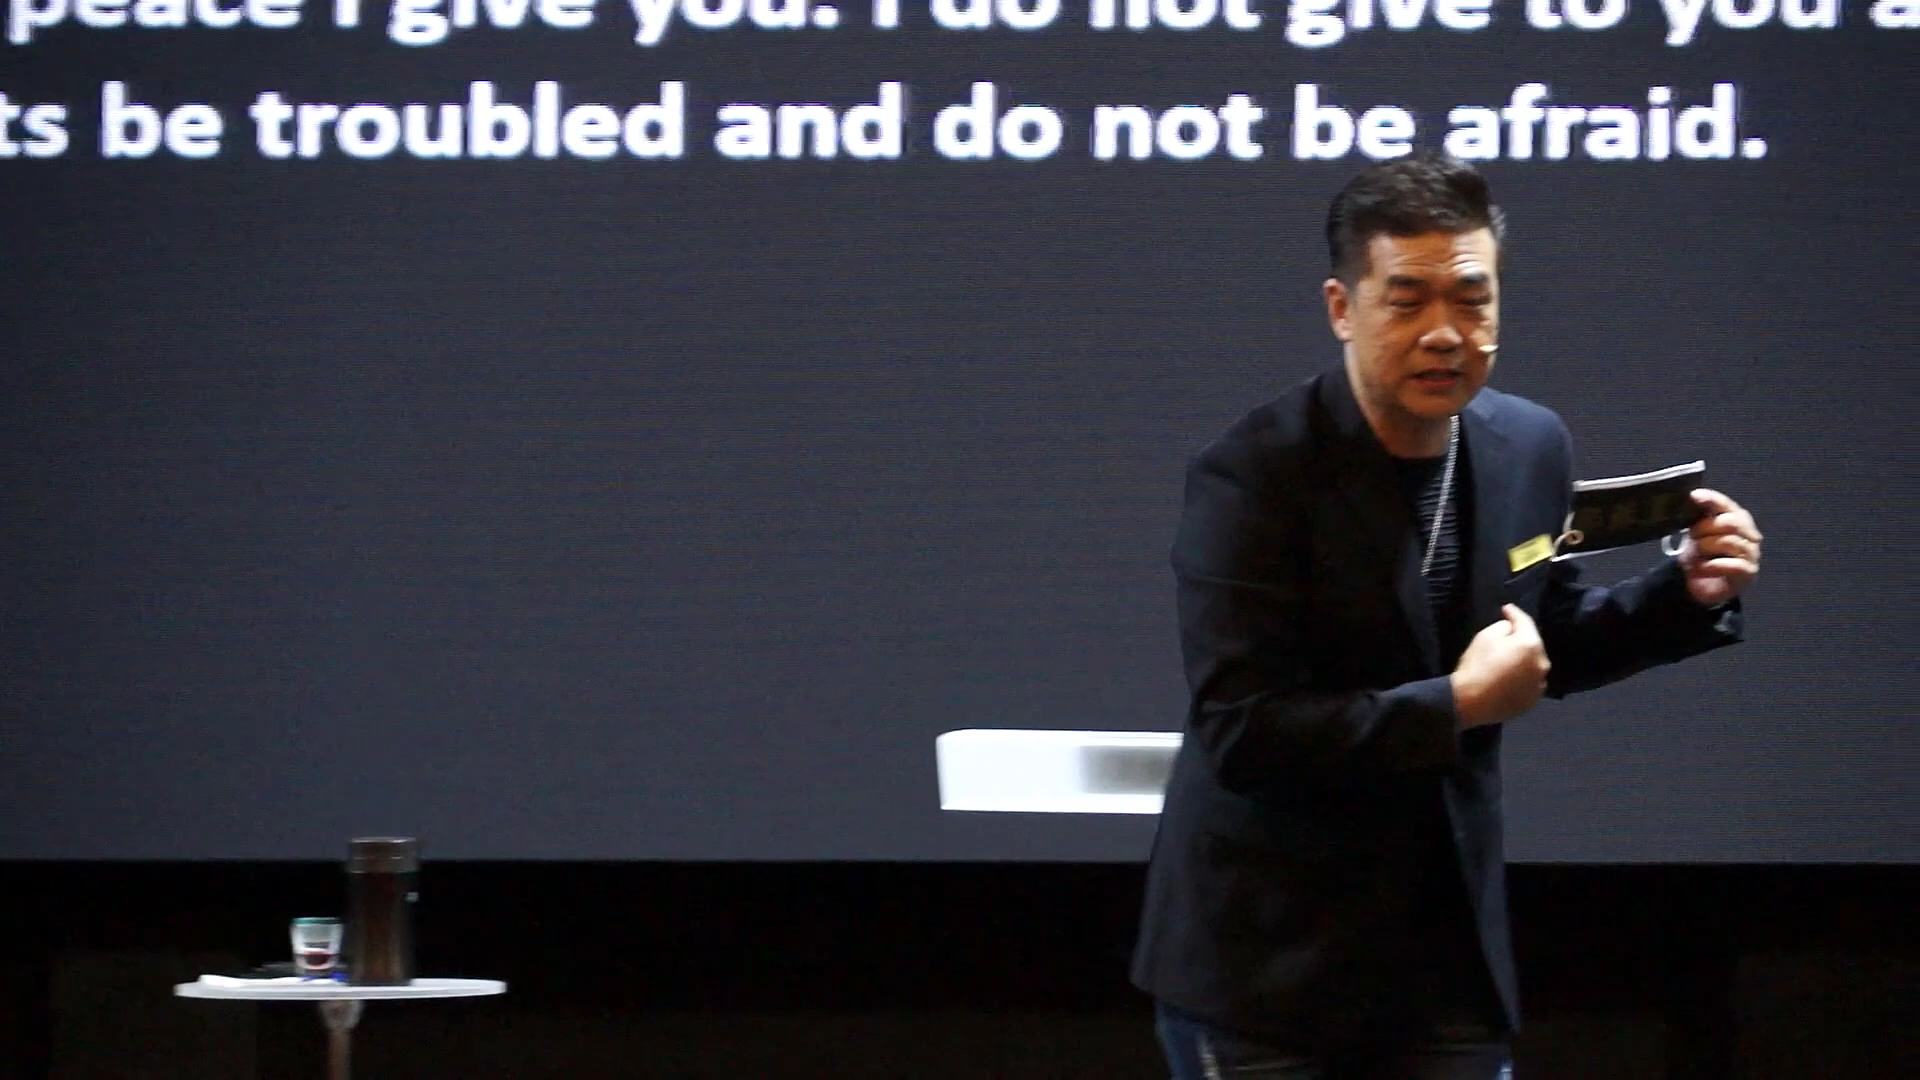 peace I give you. I do not give to you a
ts be troubled and do not be afraid.